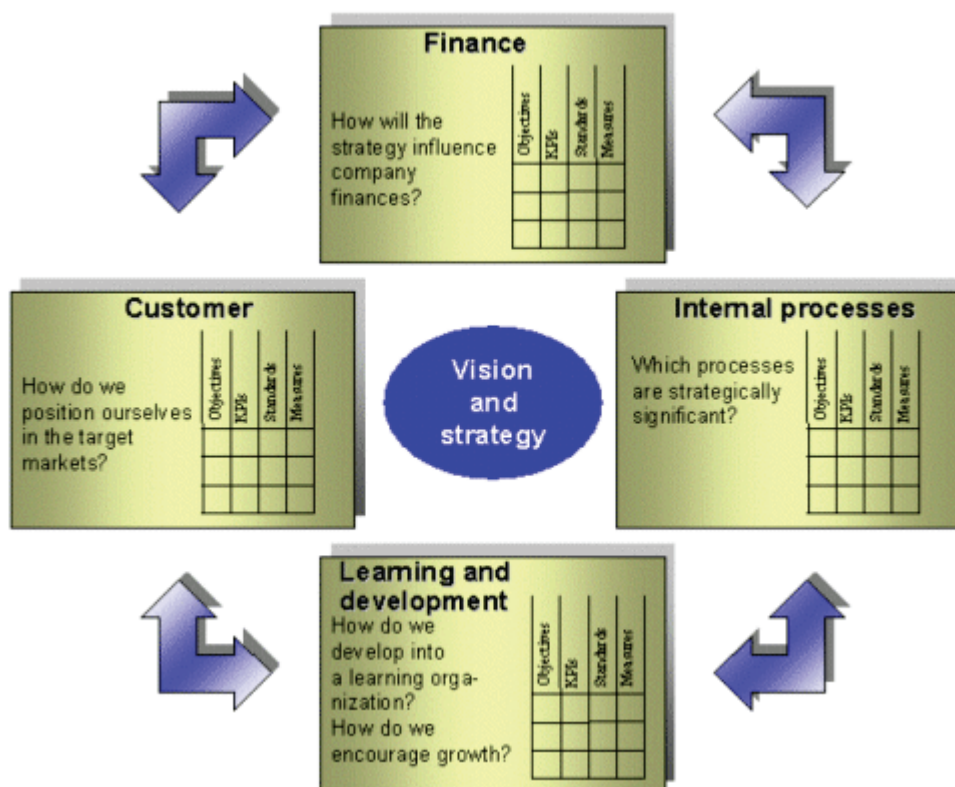 Finance
How will the
strategy influence
company
finances?
Objectives
KPIs
Standards
Measures
Customer
How do we
position ourselves
in the target
markets?
Objectives
KPIs
Standards
Measures
Vision
and
strategy
Internal processes
Which processes
are strategically
significant?
Objectives
KPIs
Standards
Measures
Learning and
development
How do we
develop into
a learning orga-
nization?
How do we
encourage growth?
Objectives
KPIs
Standards
Measures